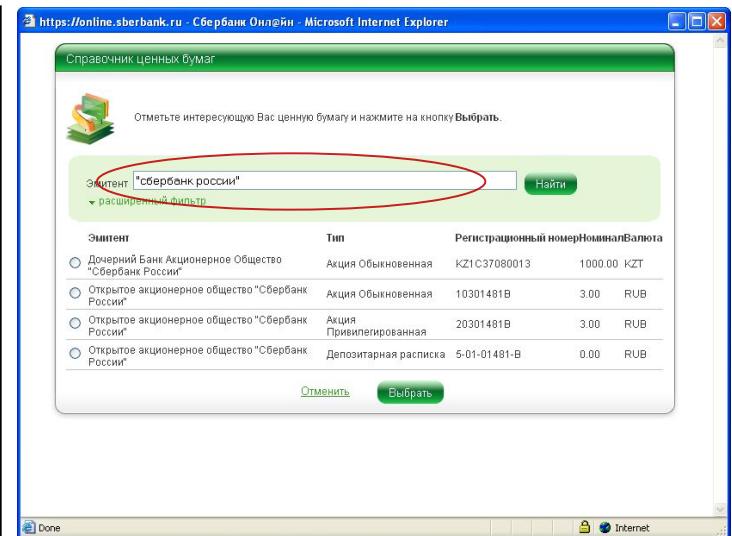 https://online.sberbank.ru - Сбербанк Онл@йн - Microsoft Internet Explorer
Справочник ценных бумаг
Отметьте интересующую Вас ценную бумагу и нажмите на кнопку Выбрать.
Эмитент "сбербанк россии" Найти
расширенный фильтр
Эмитент Тип Регистрационный номер Номинал Валюта
Дочерний Банк Акционерное Общество
"Сбербанк России" Акция Обыкновенная KZ1C37080013 1000.00 KZT
Открытое акционерное общество "Сбербанк
России" Акция Обыкновенная 10301481B 3.00 RUB
Открытое акционерное общество "Сбербанк
России" Акция
Привилегированная 20301481B 3.00 RUB
Открытое акционерное общество "Сбербанк
России" Депозитарная расписка 5-01-01481-B 0.00 RUB
Отменить Выбрать
Done Internet